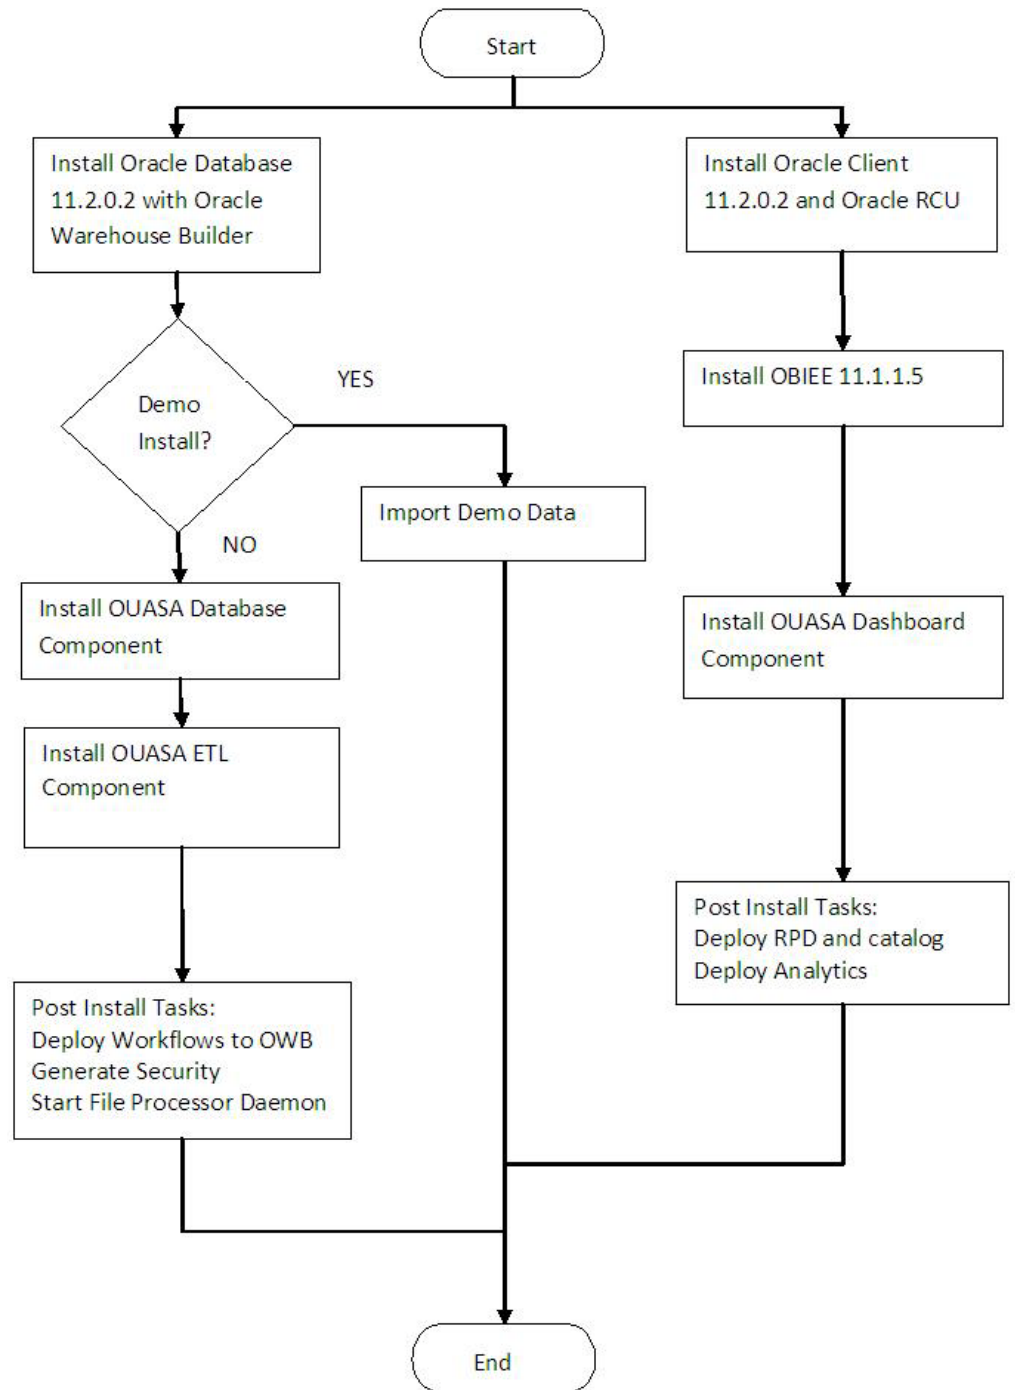 Start
Install Oracle Database
11.2.0.2 with Oracle
Warehouse Builder
Install Oracle Client
11.2.0.2 and Oracle RCU
YES
Demo
Install?
Install OBIEE 11.1.1.5
Import Demo Data
NO
Install OUASA Database
Component
Install OUASA Dashboard
Component
Install OUASA ETL
Component
Post Install Tasks:
Deploy RPD and catalog
Deploy Analytics
Post Install Tasks:
Deploy Workflows to OWB
Generate Security
Start File Processor Daemon
End